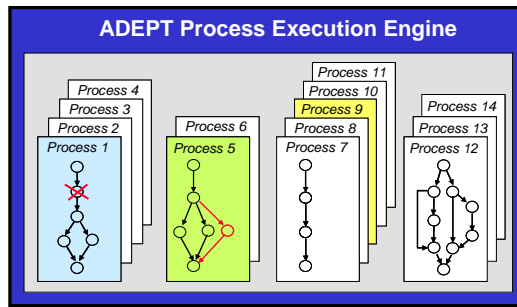 ADEPT Process Execution Engine
Process 4
Process 3
Process 2
Process 1
Process 6
Process 5
Process 11
Process 10
Process 9
Process 8
Process 7
Process 14
Process 13
Process 12